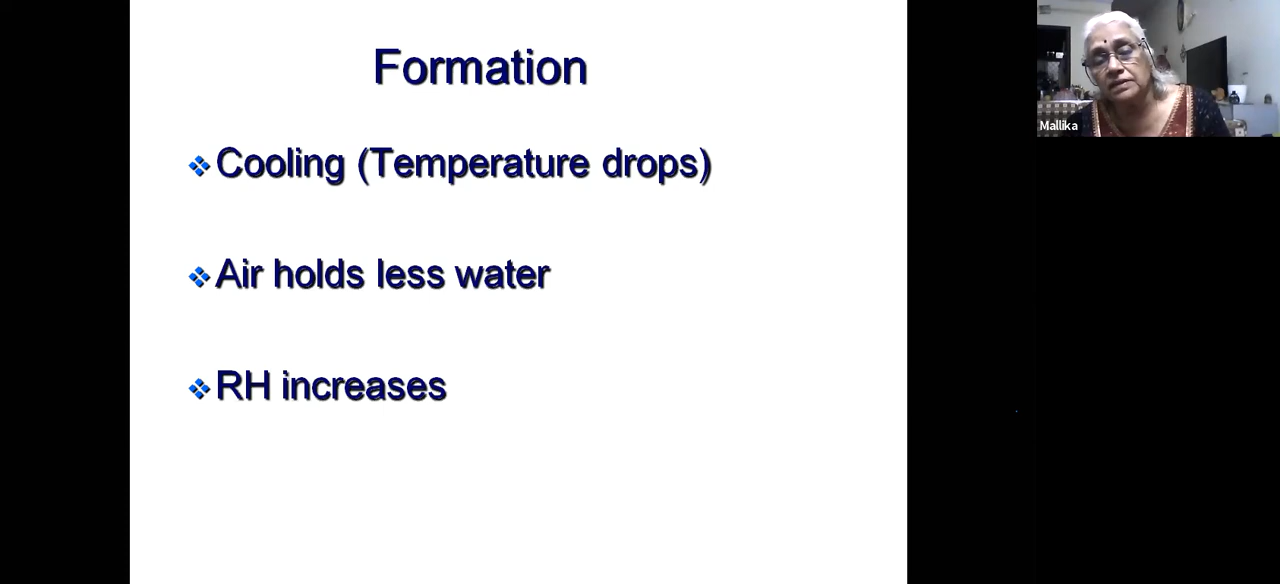 Formation
Cooling (Temperature drops)
Air holds less water
RH increases
Mallika